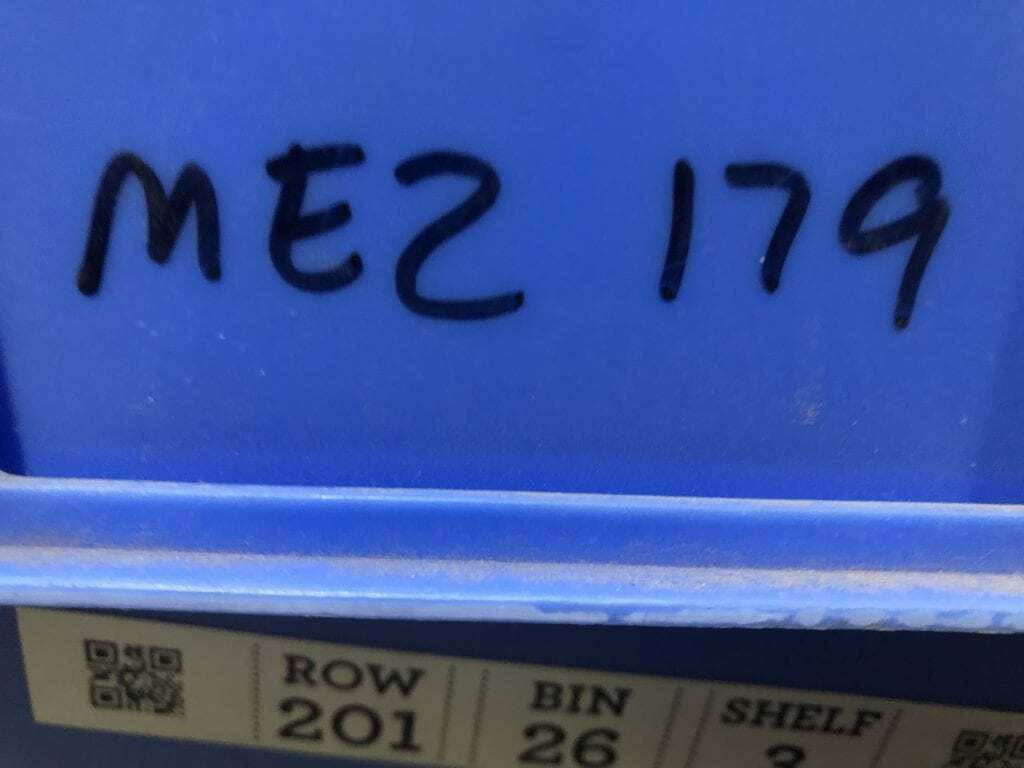 MEZ 179
ROW BIN SHELF
201 26